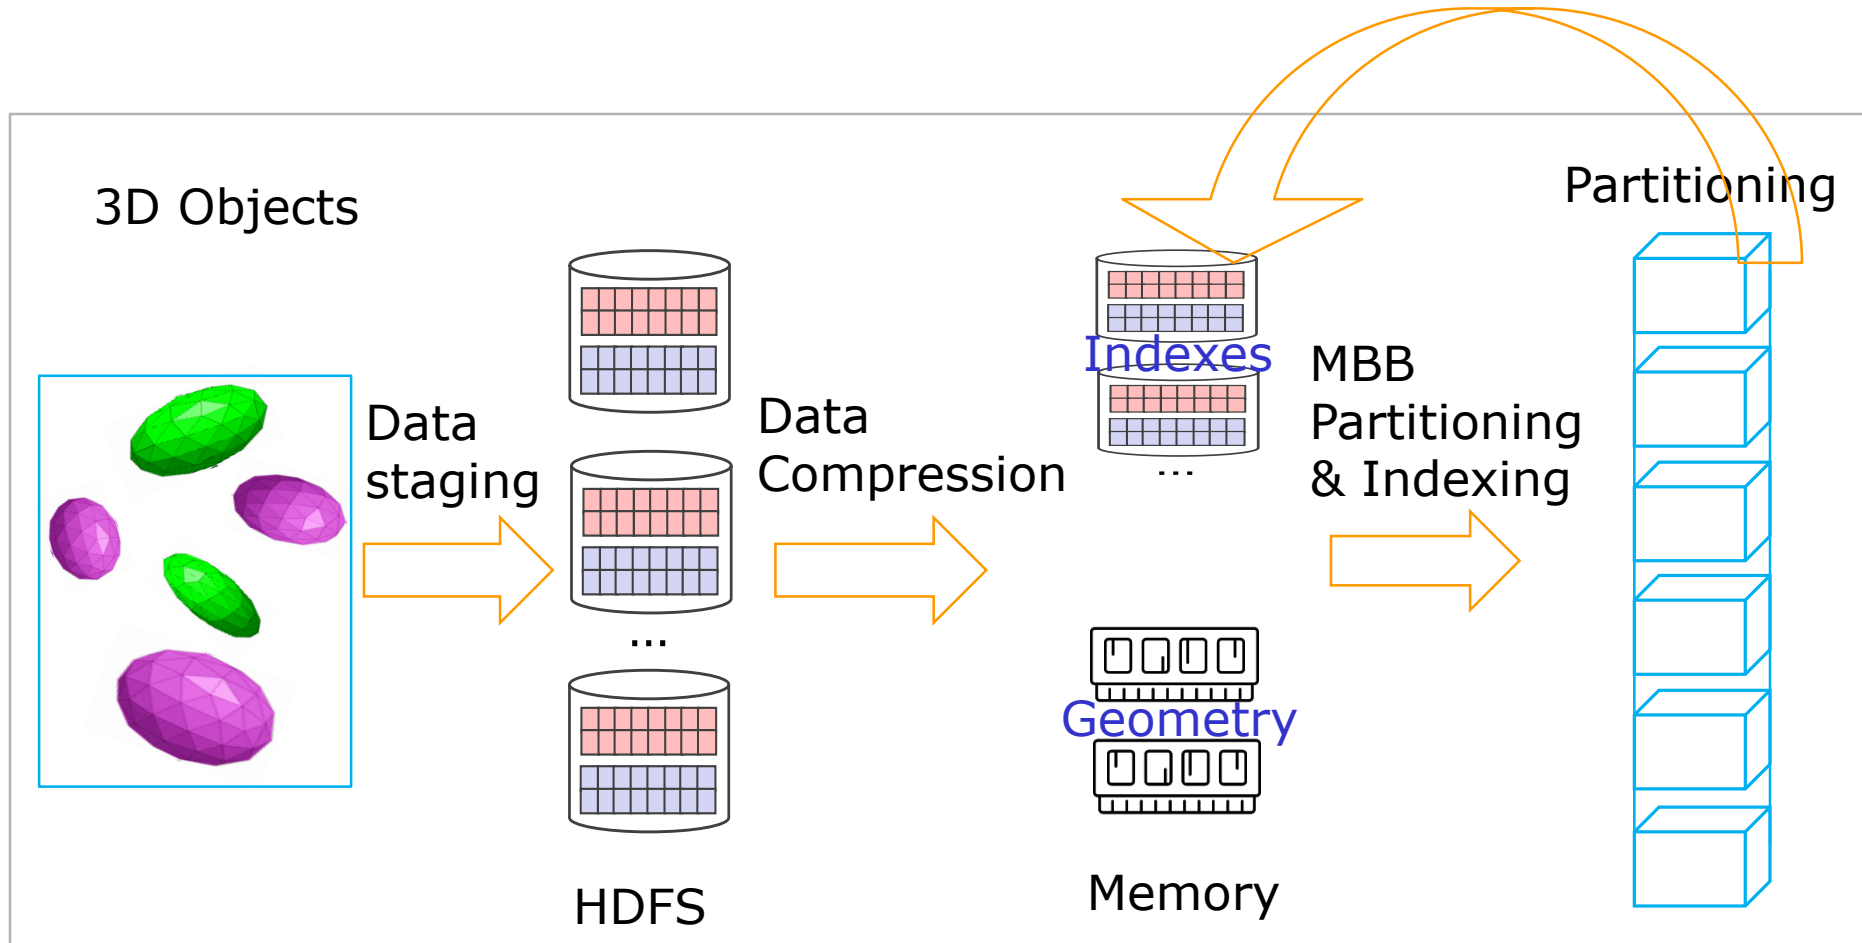 3D Objects
Data
staging
HDFS
...
Data
Compression
Indexes
...
Geometry
Memory
MBB
Partitioning
& Indexing
Partitioning